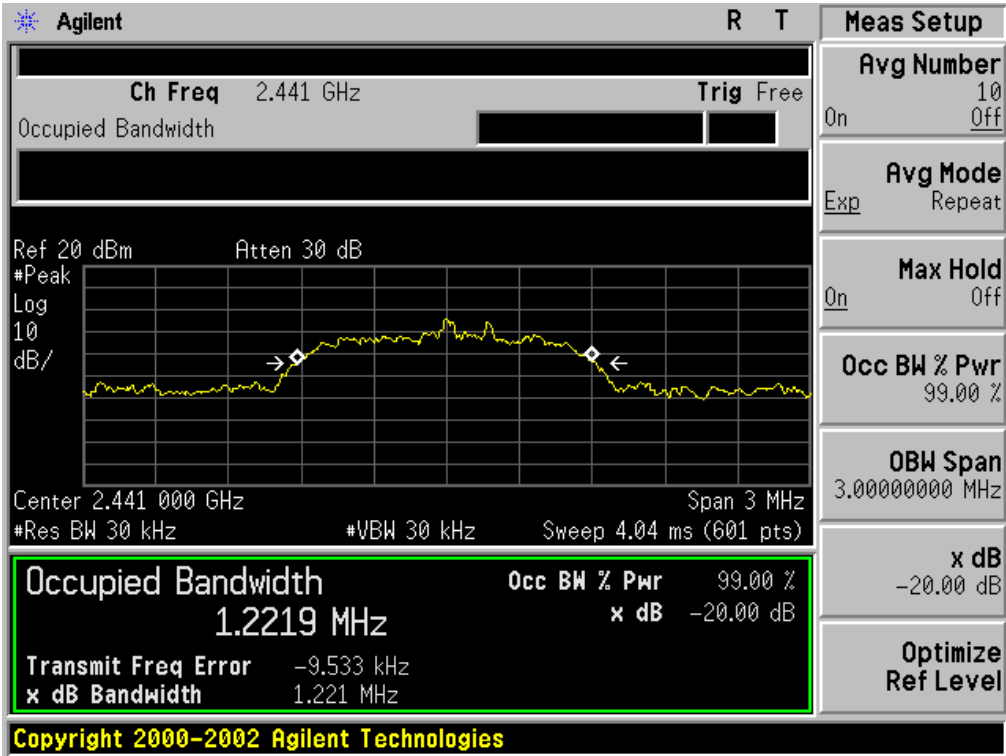 Agilent R T
Ch Freq 2.441 GHz Trig Free
Occupied Bandwidth
Ref 20 dBm Atten 30 dB
#Peak
Log
10
dB/
Center 2.441 000 GHz Span 3 MHz
#Res BW 30 kHz #VBW 30 kHz Sweep 4.04 ms (601 pts)
Occupied Bandwidth Occ BW % Pwr 99.00 %
1.2219 MHz x dB -20.00 dB
Transmit Freq Error -9.533 kHz
x dB Bandwidth 1.221 MHz
Copyright 2000-2002 Agilent Technologies
Meas Setup
Avg Number
10
On Off
Avg Mode
Exp Repeat
Max Hold
On Off
Occ BW % Pwr
99.00 %
OBW Span
3.00000000 MHz
x dB
-20.00 dB
Optimize
Ref Level